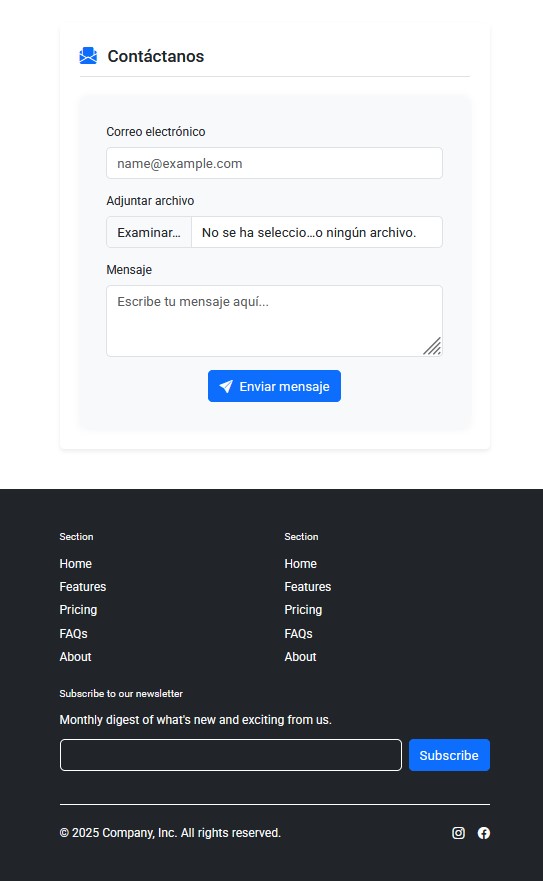 Contáctanos
Correo electrónico
name@example.com
Adjuntar archivo
Examinar... No se ha seleccio...o ningún archivo.
Mensaje
Escribe tu mensaje aquí...
Enviar mensaje
Section Section
Home Home
Features Features
Pricing Pricing
FAQs FAQs
About About
Subscribe to our newsletter
Monthly digest of what's new and exciting from us.
Subscribe
© 2025 Company, Inc. All rights reserved.